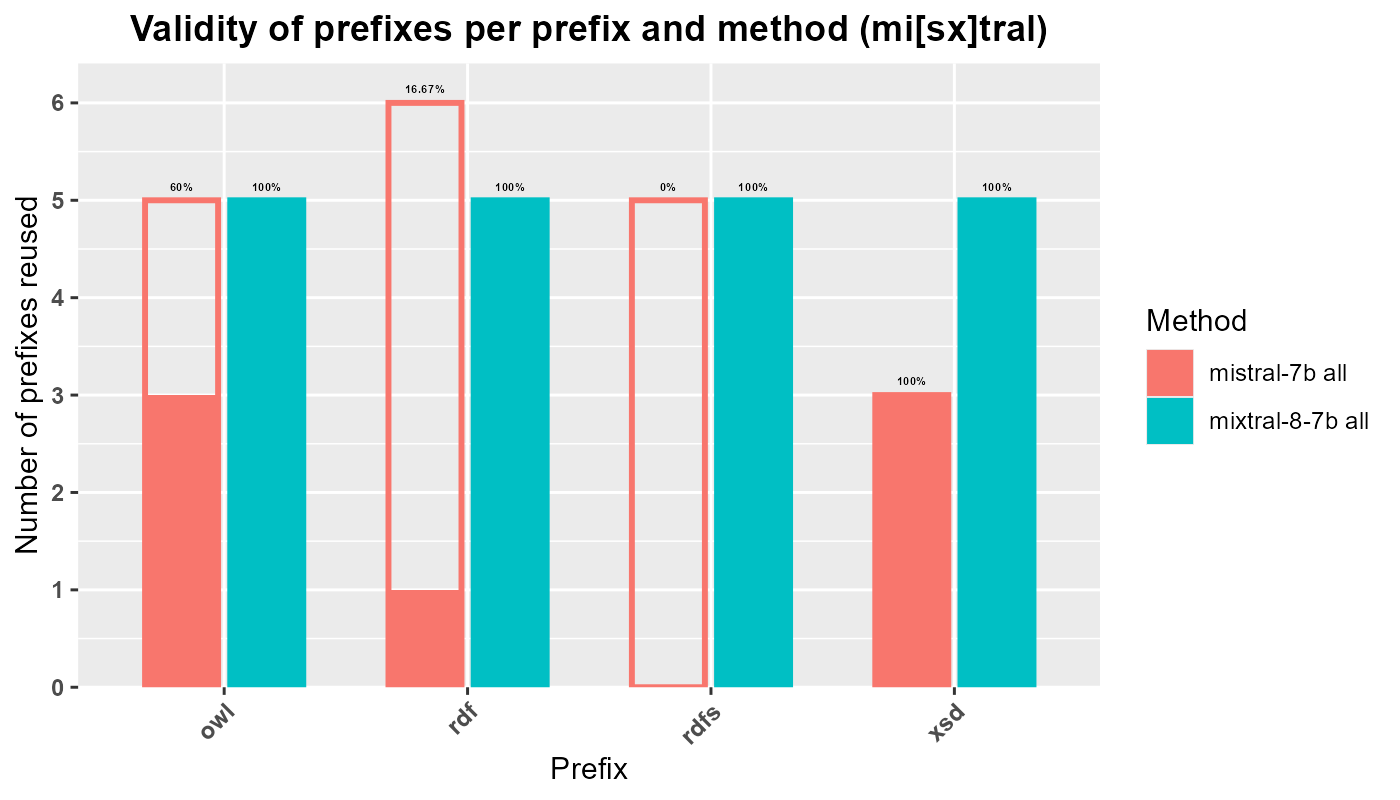 Validity of prefixes per prefix and method (mi[sx]tral)
16.67%
60%
100%
100%
0%
100%
100%
100%
6
5
4
3
2
1
0
Number of prefixes reused
owl
rdf
rdfs
xsd
Prefix
Method
mistral-7b all
mixtral-8-7b all